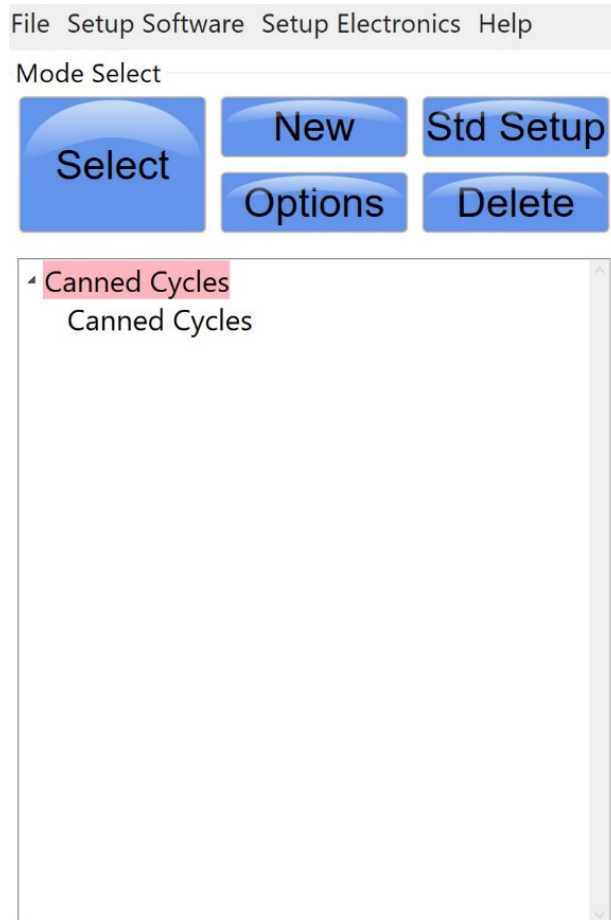 File Setup Software Setup Electronics Help
Mode Select
Select
New
Std Setup
Options
Delete
Canned Cycles
Canned Cycles